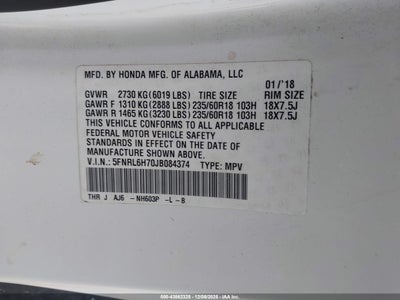 MFD. BY HONDA MFG. OF ALABAMA, LLC 01/'18
GVWR 2730 KG(6019 LBS) TIRE SIZE RIM SIZE
GAWR F 1310 KG(2888 LBS) 235/60R18 103H 18X7.5J
GAWR R 1465 KG(3230 LBS) 235/60R18 103H 18X7.5J
THIS VEHICLE CONFORMS TO ALL APPLICABLE
FEDERAL MOTOR VEHICLE SAFETY AND BUMPER
STANDARDS IN EFFECT ON THE DATE OF
MANUFACTURE SHOWN ABOVE.
V.I.N: 5FNRL6H70JB084374 TYPE: MPV
THR J AJ6 -NH603P -L -B